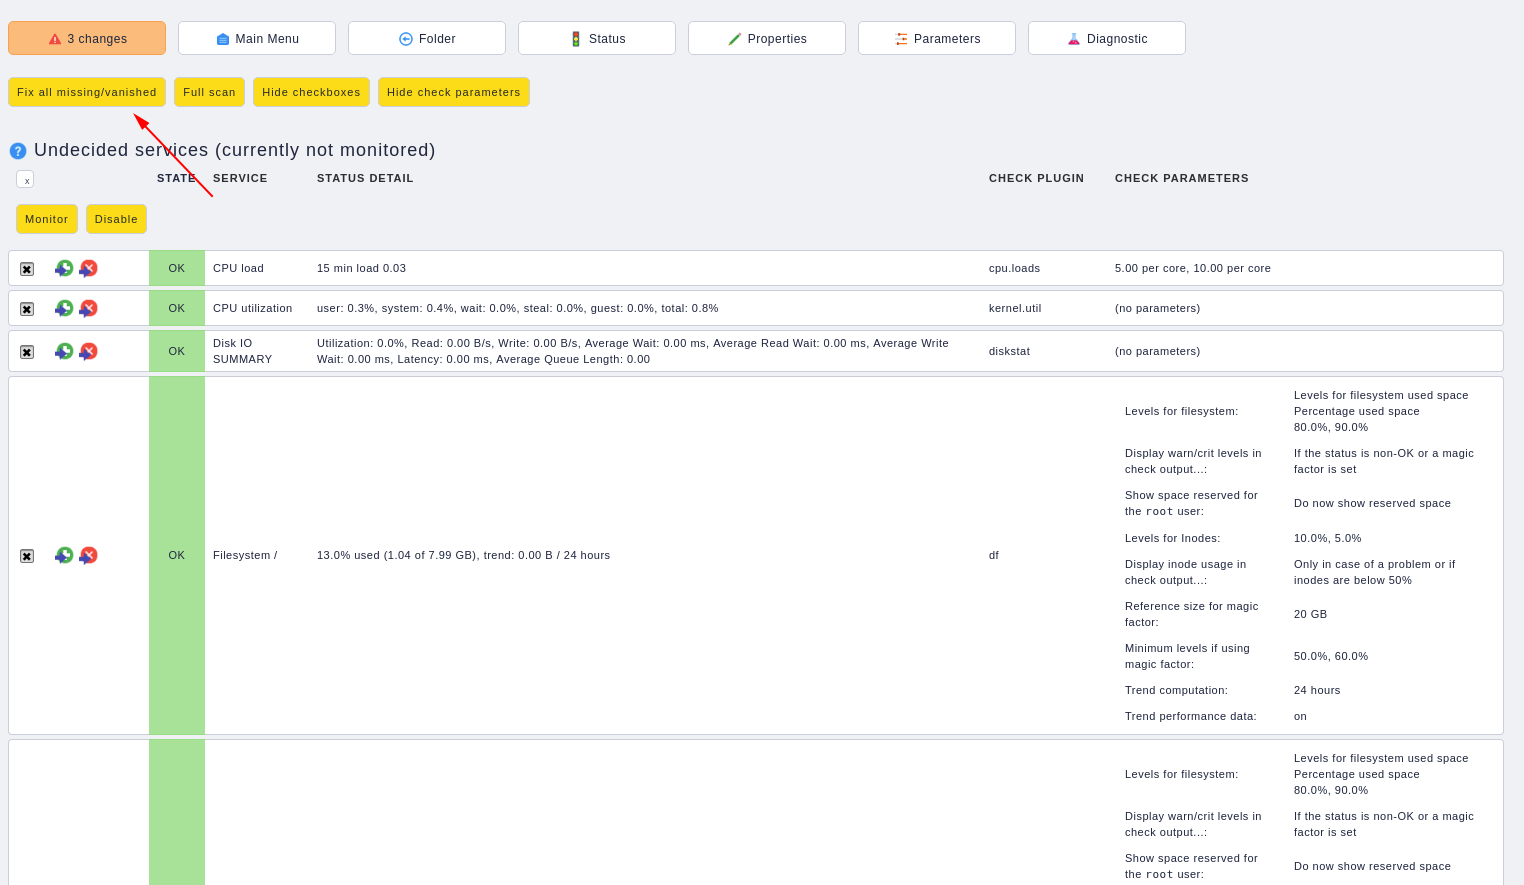 3 changes
Main Menu
Folder
Status
Properties
Parameters
Diagnostic
Fix all missing/vanished
Full scan
Hide checkboxes
Hide check parameters
Undecided services (currently not monitored)
x
STATE
SERVICE
STATUS DETAIL
CHECK PLUGIN
CHECK PARAMETERS
Monitor
Disable
OK
CPU load
15 min load 0.03
cpu.loads
5.00 per core, 10.00 per core
OK
CPU utilization
user: 0.3%, system: 0.4%, wait: 0.0%, steal: 0.0%, guest: 0.0%, total: 0.8%
kernel.util
(no parameters)
OK
Disk IO
SUMMARY
Utilization: 0.0%, Read: 0.00 B/s, Write: 0.00 B/s, Average Wait: 0.00 ms, Average Read Wait: 0.00 ms, Average Write
Wait: 0.00 ms, Latency: 0.00 ms, Average Queue Length: 0.00
diskstat
(no parameters)
OK
Filesystem /
13.0% used (1.04 of 7.99 GB), trend: 0.00 B / 24 hours
df
Levels for filesystem:
Levels for filesystem used space
Percentage used space
80.0%, 90.0%
Display warn/crit levels in
check output...:
If the status is non-OK or a magic
factor is set
Show space reserved for
the root user:
Do now show reserved space
Levels for Inodes:
10.0%, 5.0%
Display inode usage in
check output...:
Only in case of a problem or if
inodes are below 50%
Reference size for magic
factor:
20 GB
Minimum levels if using
magic factor:
50.0%, 60.0%
Trend computation:
24 hours
Trend performance data:
on
Levels for filesystem:
Levels for filesystem used space
Percentage used space
80.0%, 90.0%
Display warn/crit levels in
check output...:
If the status is non-OK or a magic
factor is set
Show space reserved for
the root user:
Do now show reserved space